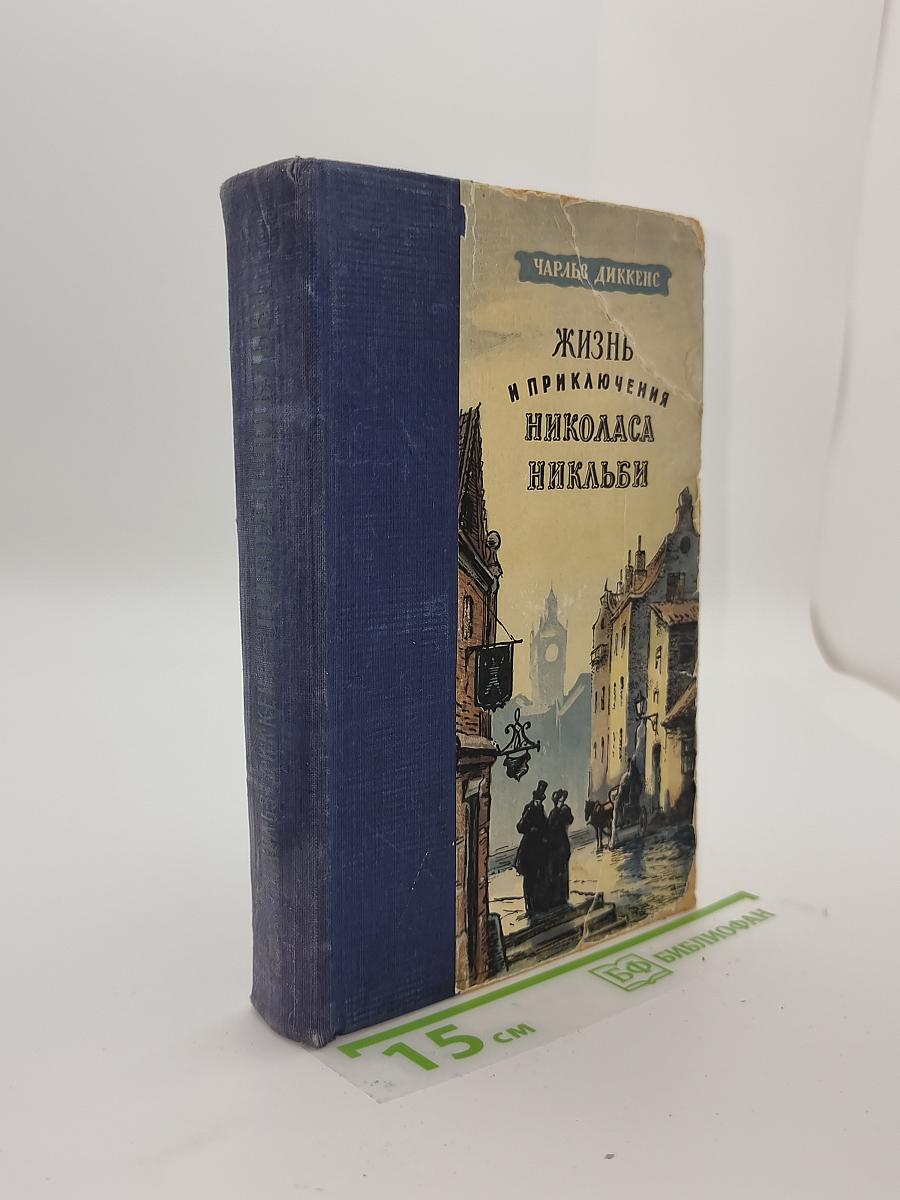 ЧАРЛЬЗ ДИККЕНС
ЖИЗНЬ
И ПРИКЛЮЧЕНИЯ
НИКОЛАСА
НИКЛЬБИ
15 см
БФ БИБЛИОФАН